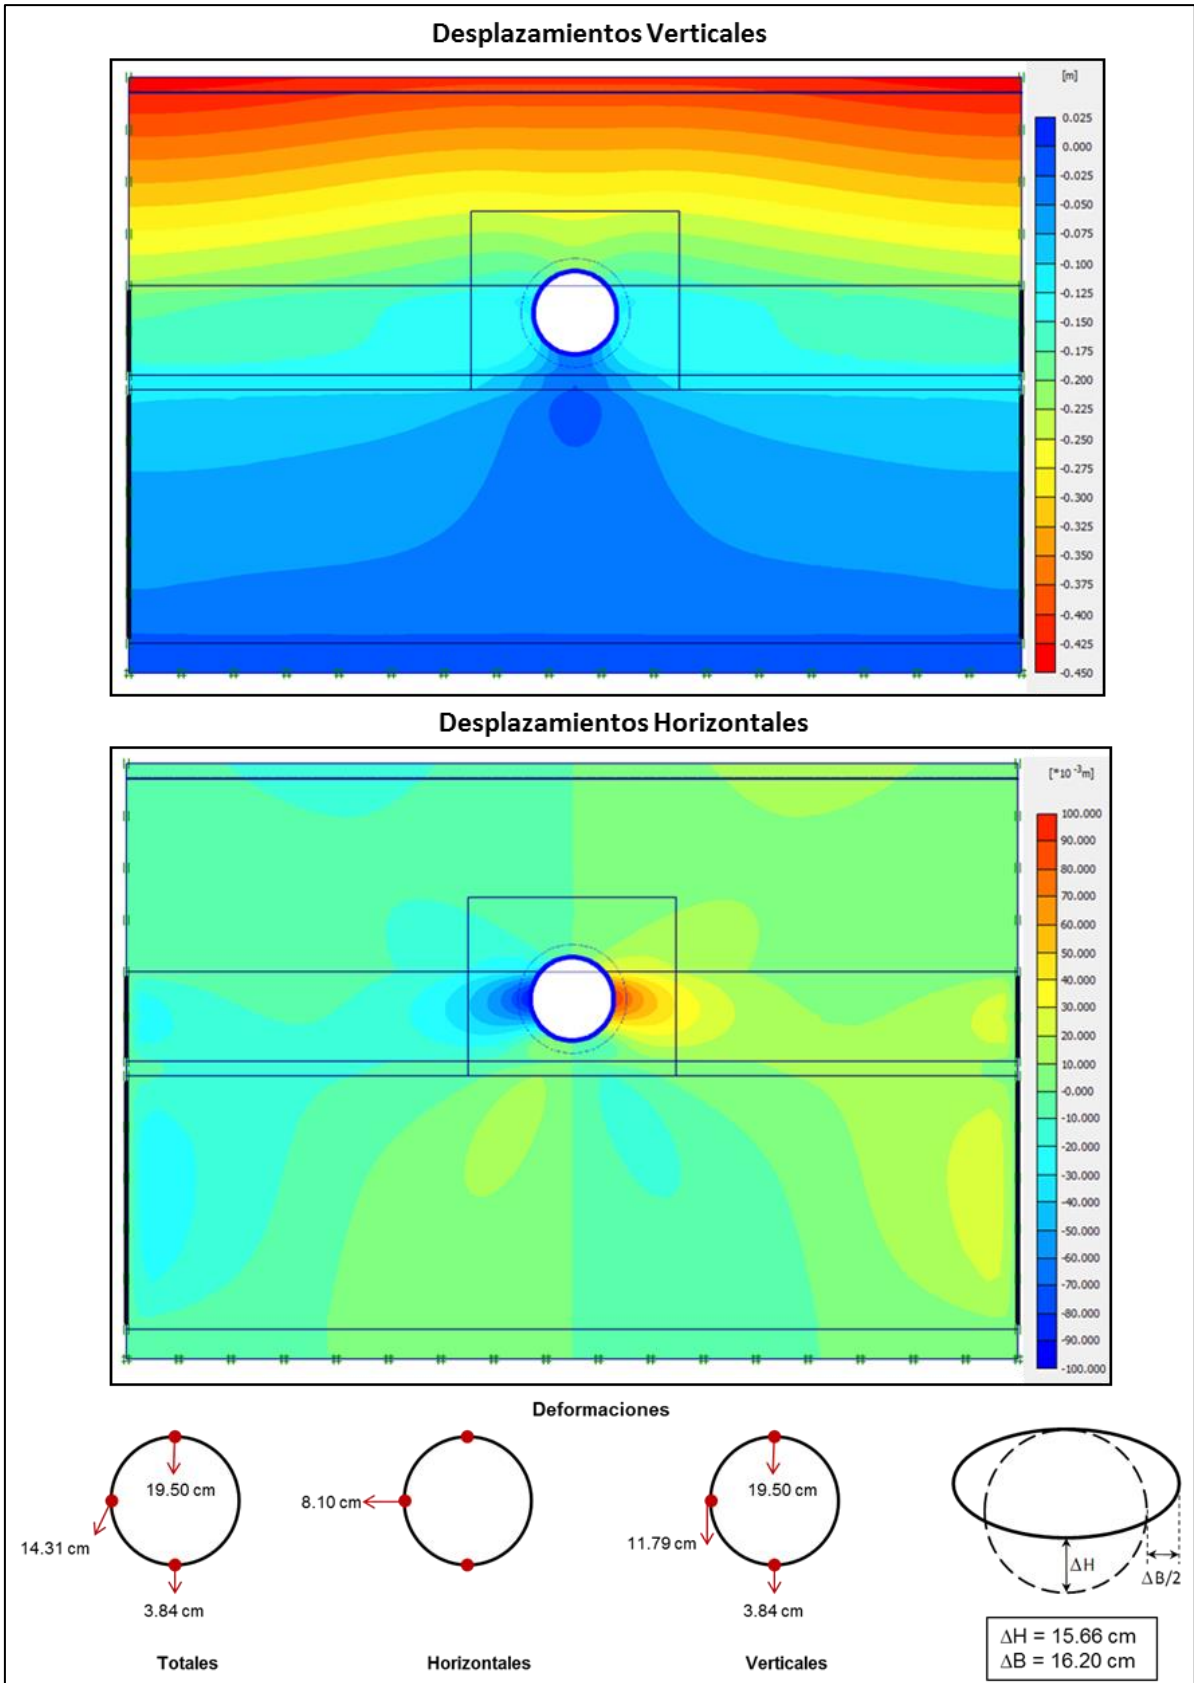 Desplazamientos Verticales
[m]
0.025
0.000
-0.025
-0.050
-0.075
-0.100
-0.125
-0.150
-0.175
-0.200
-0.225
-0.250
-0.275
-0.300
-0.325
-0.350
-0.375
-0.400
-0.425
-0.450
Desplazamientos Horizontales
[*10⁻³m]
100.000
90.000
80.000
70.000
60.000
50.000
40.000
30.000
20.000
10.000
-0.000
-10.000
-20.000
-30.000
-40.000
-50.000
-60.000
-70.000
-80.000
-90.000
-100.000
Deformaciones
19.50 cm
14.31 cm
3.84 cm
Totales
8.10 cm
Horizontales
19.50 cm
11.79 cm
3.84 cm
Verticales
ΔH
ΔB/2
ΔH = 15.66 cm
ΔB = 16.20 cm